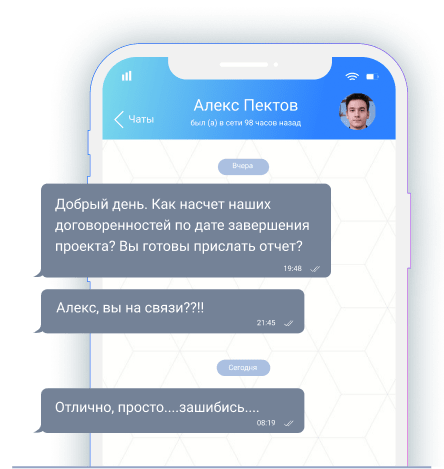 Алекс Пектов
Чаты
был (а) в сети 98 часов назад
Вчера
Добрый день. Как насчет наших
договоренностей по дате завершения
проекта? Вы готовы прислать отчет?
19:48
Алекс, вы на связи??!!
21:45
Сегодня
Отлично, просто....зашибись....
08:19